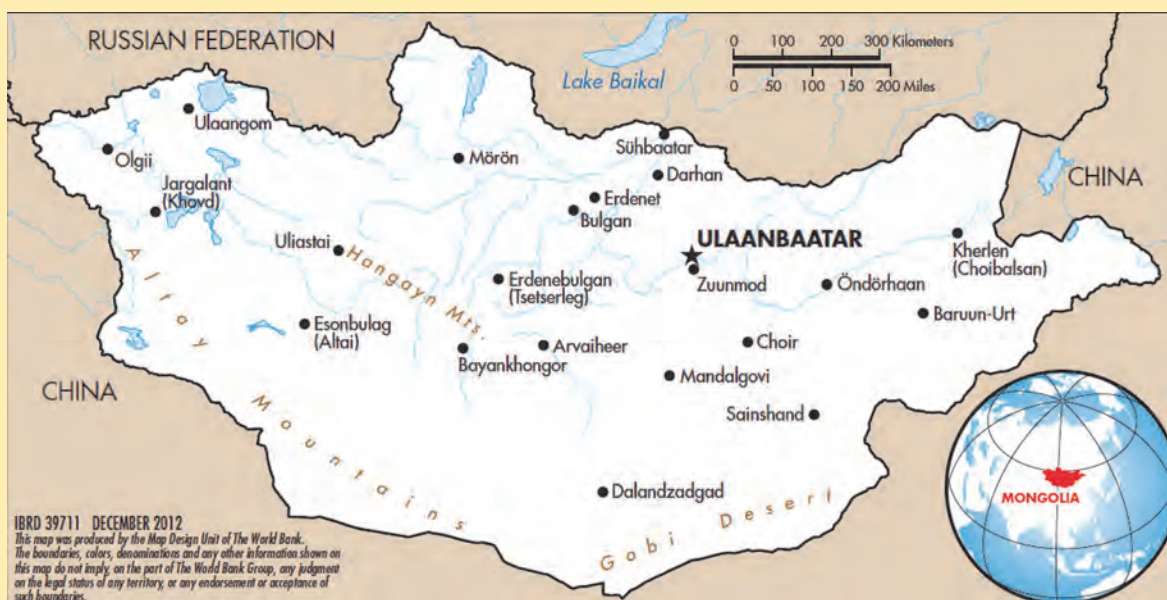 RUSSIAN FEDERATION
Lake Baikal
0 100 200 300 Kilometers
0 50 100 150 200 Miles
Ulaangom
Olgii
Jargalant
(Khovd)
Mörön
Sühbaatar
Darhan
Erdenet
Bulgan
CHINA
Uliastai
ULAANBAATAR
Zuunmod
Kherlen
(Choibalsan)
Hangayn Mts.
Erdenebulgan
(Tsetserleg)
Öndörhaan
Baruun-Urt
Altay Mountains
Esonbulag
(Altai)
Bayankhongor
Arvaiheer
Choir
Mandalgovi
CHINA
Sainshand
Dalandzadgad
Gobi Desert
MONGOLIA
IBRD 39711 DECEMBER 2012
This map was produced by the Map Design Unit of The World Bank.
The boundaries, colors, denominations and any other information shown on
this map do not imply, on the part of The World Bank Group, any judgment
on the legal status of any territory, or any endorsement or acceptance of
such boundaries.